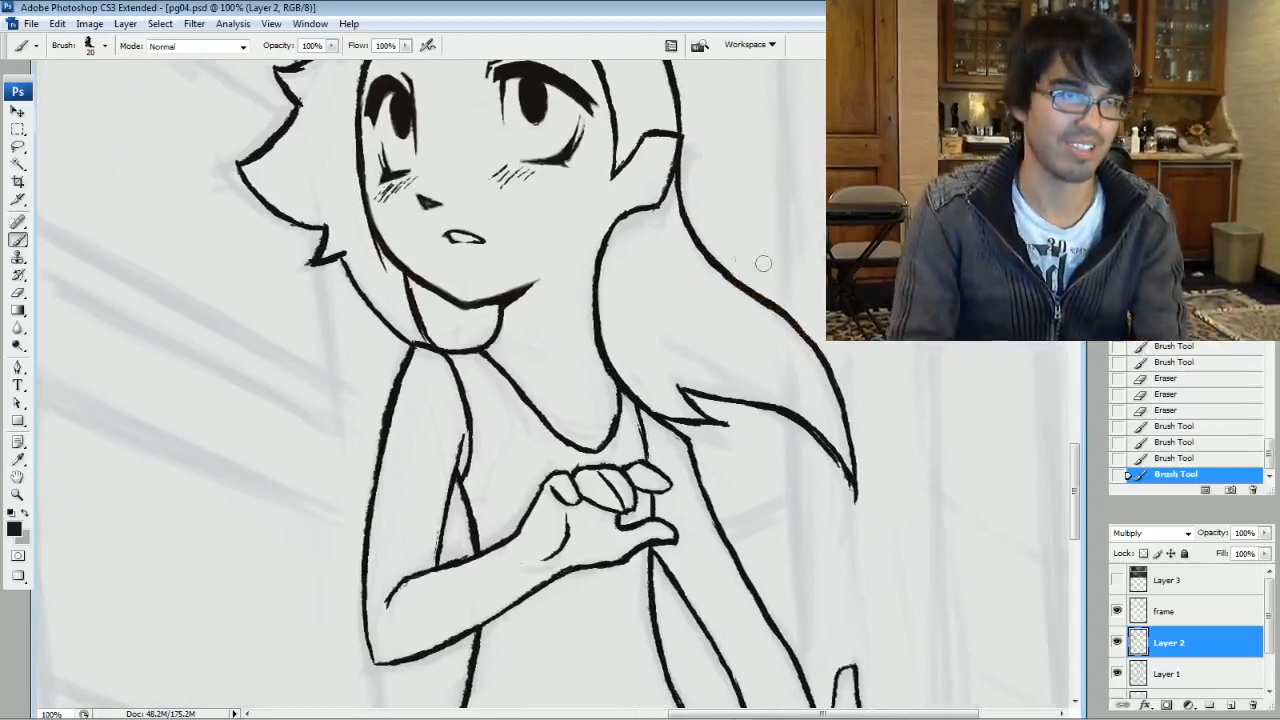 Adobe Photoshop CS3 Extended - [pg04.psd @ 100% (Layer 2, RGB/8)]
File Edit Image Layer Select Filter Analysis View Window Help
Brush: 20 Mode: Normal Opacity: 100% Flow: 100% Workspace
Ps
T
30
Brush Tool
Brush Tool
Eraser
Eraser
Eraser
Brush Tool
Brush Tool
Brush Tool
Brush Tool
Multiply Opacity: 100%
Lock: Fill: 100%
Layer 3
frame
Layer 2
Layer 1
100% Doc: 48.2M/175.2M